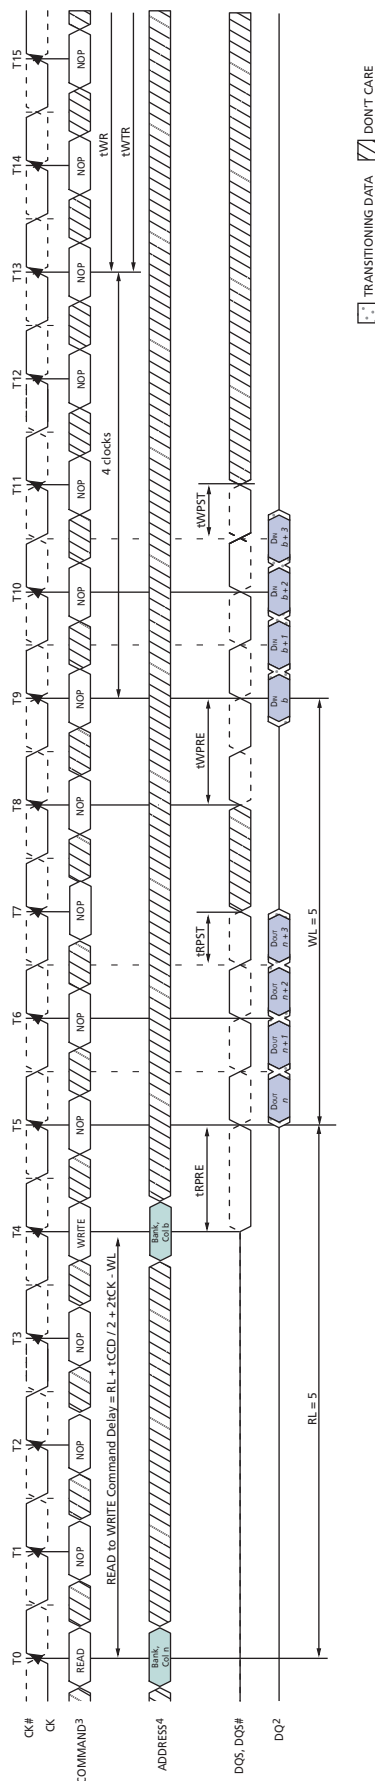 T0 T1 T2 T3 T4 T5 T6 T7 T8 T9 T10 T11 T12 T13 T14 T15
CK#
CK
COMMAND3 READ NOP NOP NOP WRITE NOP NOP NOP NOP NOP NOP NOP NOP NOP NOP NOP
READ to WRITE Command Delay = RL + tCCD / 2 + 2tCK - WL
4 clocks
tWR
tWTR
ADDRESS4 Bank, Col n Bank, Col b
tRPRE tRPST tWPRE tWPST
DQS, DQS#
DQ2 DOUT n DOUT n + 1 DOUT n + 2 DOUT n + 3 DIN b DIN b + 1 DIN b + 2 DIN b + 3
RL = 5 WL = 5
TRANSITIONING DATA DON'T CARE